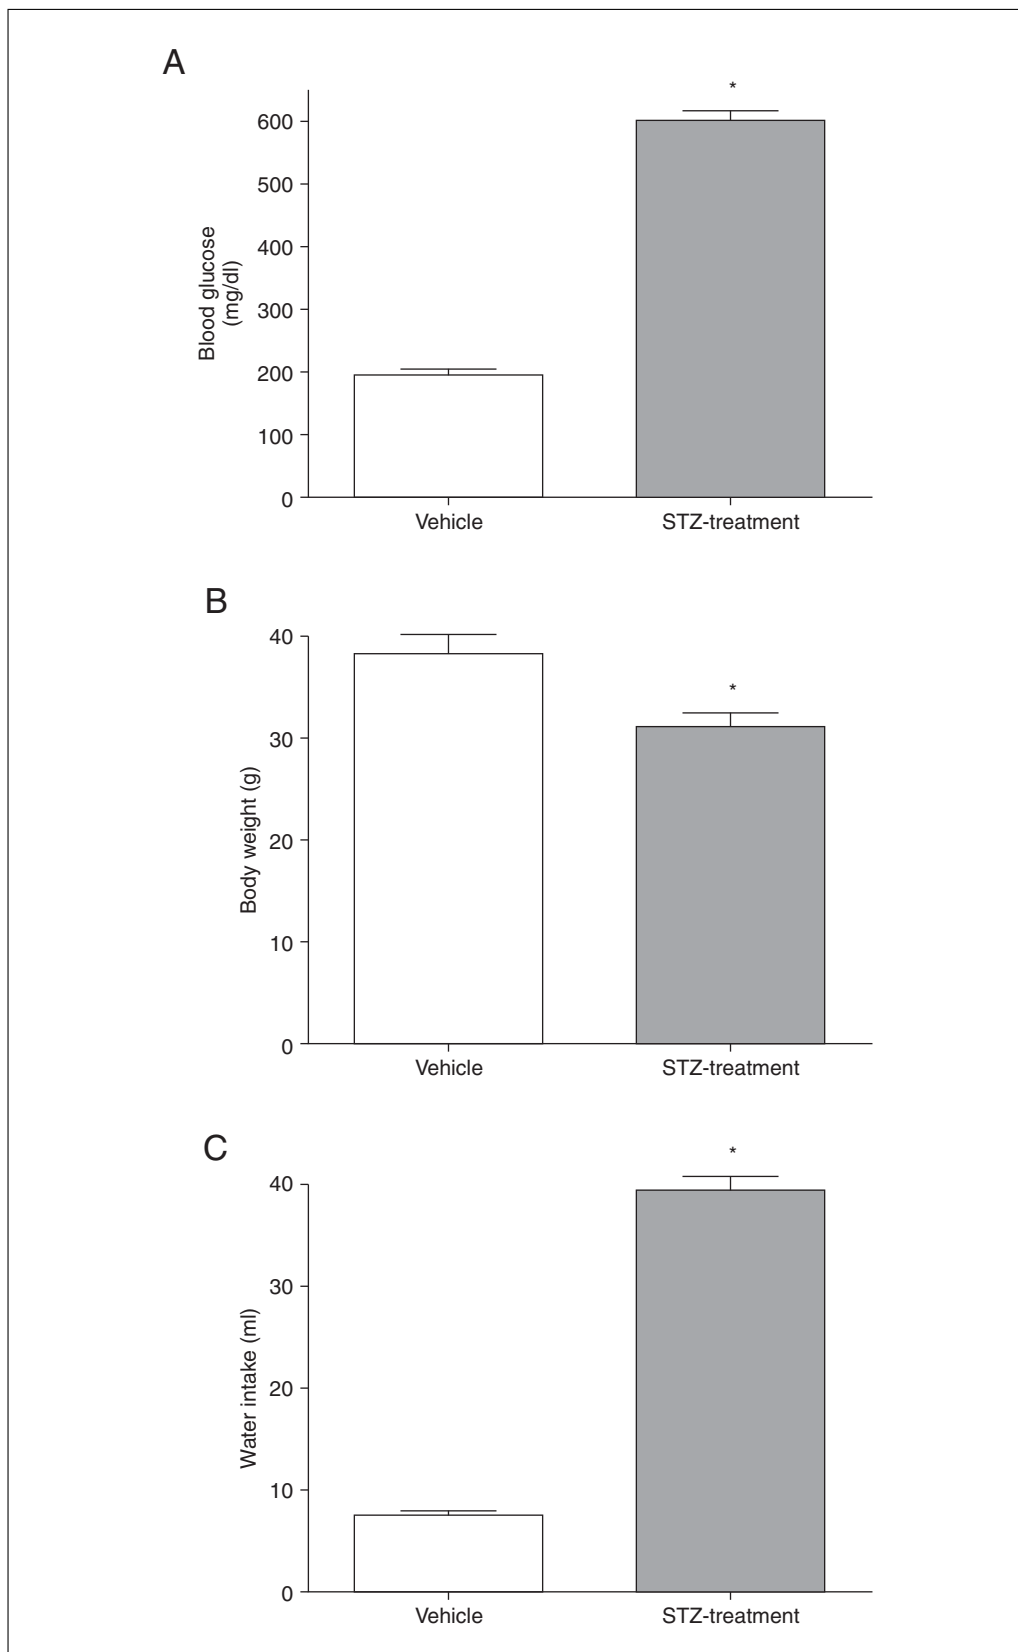 A
*
600
500
400
300
200
100
0
Blood glucose
(mg/dl)
Vehicle STZ-treatment
B
40
30
20
10
0
Body weight (g)
*
Vehicle STZ-treatment
C
40
30
20
10
0
Water intake (ml)
*
Vehicle STZ-treatment